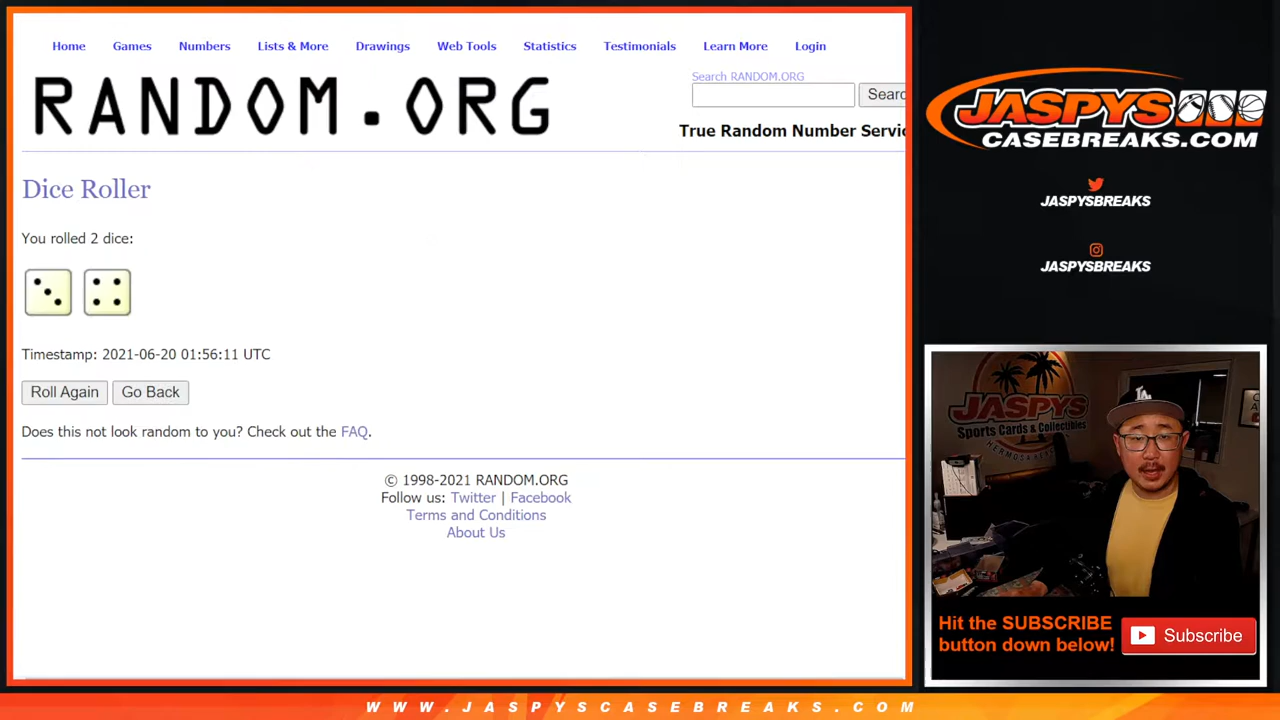 Home Games Numbers Lists & More Drawings Web Tools Statistics Testimonials Learn More Login
RANDOM.ORG
Search RANDOM.ORG
Searc
True Random Number Servic
Dice Roller
You rolled 2 dice:
Timestamp: 2021-06-20 01:56:11 UTC
Roll Again Go Back
Does this not look random to you? Check out the FAQ.
© 1998-2021 RANDOM.ORG
Follow us: Twitter | Facebook
Terms and Conditions
About Us
JASPYS
CASEBREAKS.COM
JASPYSBREAKS
JASPYSBREAKS
JASPYS
Sports Cards & Collectibles
LA
Hit the SUBSCRIBE
button down below!
Subscribe
WWW.JASPYSCASEBREAKS.COM